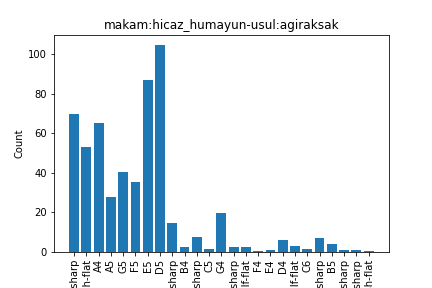 makam:hicaz_humayun-usul:agiraksak
Count
100
80
60
40
20
0
sharp
h-flat
A4
A5
G5
F5
E5
D5
sharp
B4
sharp
C5
G4
sharp
lf-flat
F4
E4
D4
lf-flat
C6
sharp
B5
sharp
sharp
h-flat